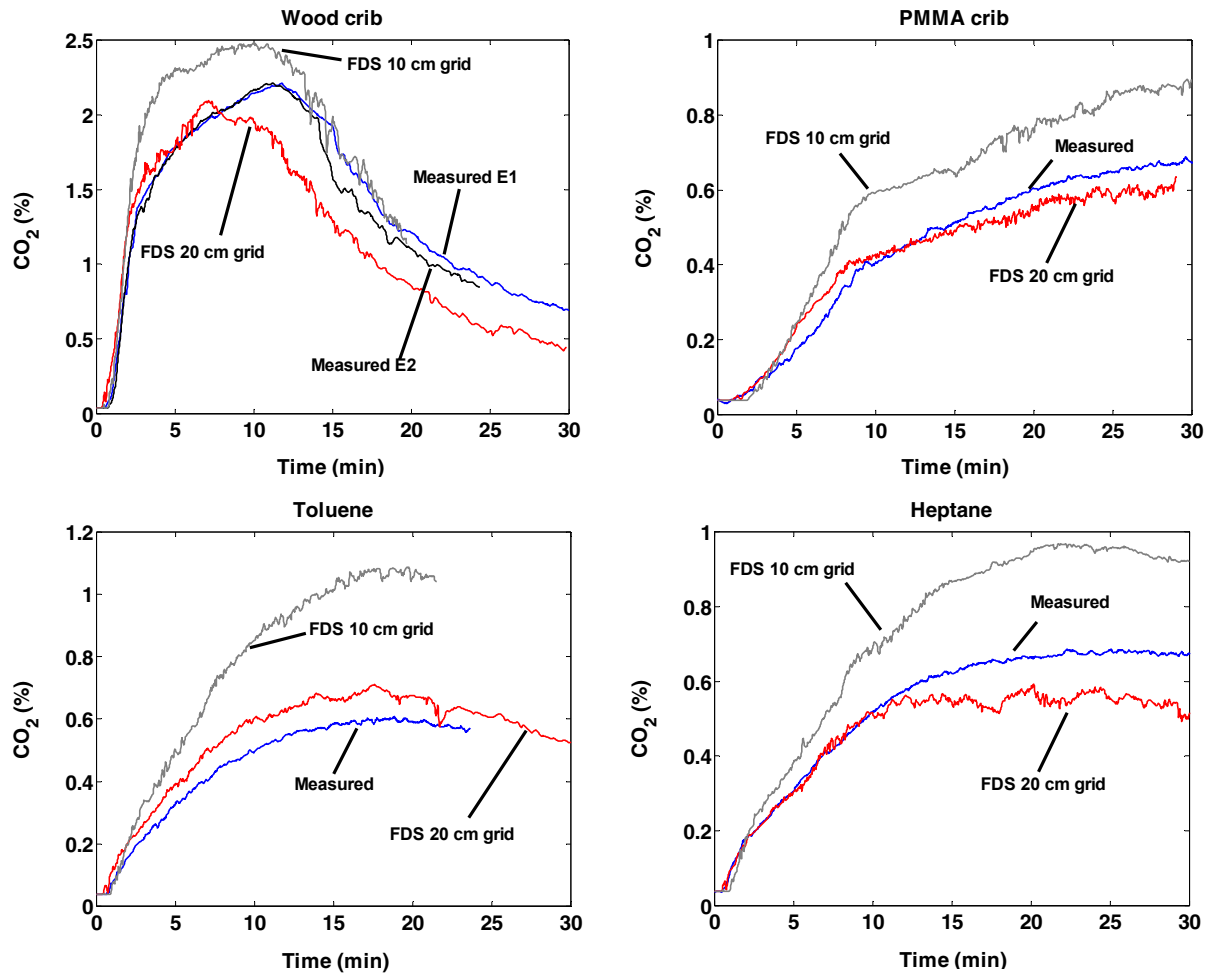 Wood crib
2.5
2
1.5
1
0.5
0
CO2 (%)
FDS 10 cm grid
Measured E1
FDS 20 cm grid
Measured E2
0 5 10 15 20 25 30
Time (min)
PMMA crib
1
0.8
0.6
0.4
0.2
0
CO2 (%)
FDS 10 cm grid
Measured
FDS 20 cm grid
0 5 10 15 20 25 30
Time (min)
Toluene
1.2
1
0.8
0.6
0.4
0.2
0
CO2 (%)
FDS 10 cm grid
Measured
FDS 20 cm grid
0 5 10 15 20 25 30
Time (min)
Heptane
1
0.8
0.6
0.4
0.2
0
CO2 (%)
FDS 10 cm grid
Measured
FDS 20 cm grid
0 5 10 15 20 25 30
Time (min)